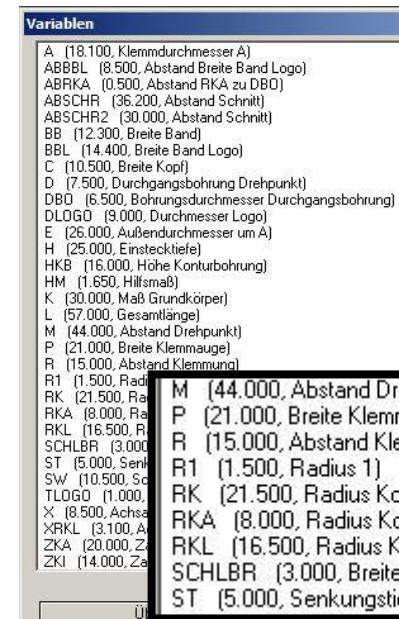 Variablen
A (18.100, Klemmdurchmesser A)
ABBBL (8.500, Abstand Breite Band Logo)
ABRKA (0.500, Abstand RKA zu DBO)
ABSCHR (36.200, Abstand Schnitt)
ABSCHR2 (30.000, Abstand Schnitt)
BB (12.300, Breite Band)
BBL (14.400, Breite Band Logo)
C (10.500, Breite Kopf)
D (7.500, Durchgangsbohrung Drehpunkt)
DBO (6.500, Bohrungsdurchmesser Durchgangsbohrung)
DLOGO (9.000, Durchmesser Logo)
E (26.000, Außendurchmesser um A)
H (25.000, Einstecktiefe)
HKB (16.000, Höhe Konturbohrung)
HM (1.650, Hilfsmaß)
K (30.000, Maß Grundkörper)
L (57.000, Gesamtlänge)
M (44.000, Abstand Drehpunkt)
P (21.000, Breite Klemmauge)
R (15.000, Abstand Klemmung)
R1 (1.500, Radi
RK (21.500, Ra
RKA (8.000, Ra
RKL (16.500, R
SCHLBR (3.000
ST (5.000, Senk
SW (10.500, Sc
TLOGO (1.000,
X (8.500, Achsa
XRKL (3.100, A
ZKA (20.000, Za
ZKI (14.000, Za
M (44.000, Abstand Dre
P (21.000, Breite Klemm
R (15.000, Abstand Kle
R1 (1.500, Radius 1)
RK (21.500, Radius Ko
RKA (8.000, Radius Ko
RKL (16.500, Radius K
SCHLBR (3.000, Breite
ST (5.000, Senkungstie